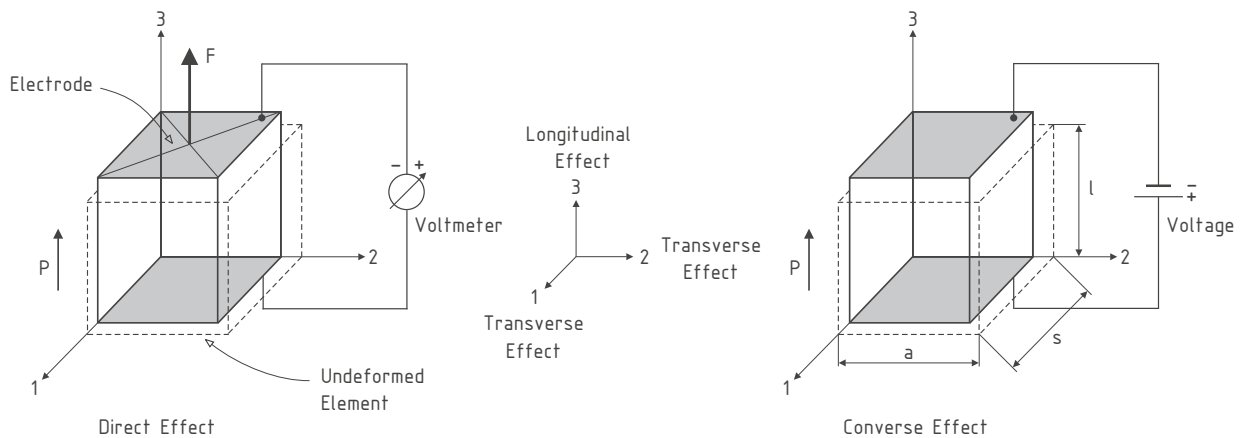 3
F
Electrode
- +
Voltmeter
P
2
1
Undeformed
Element
Direct Effect
Longitudinal
Effect
3
2
Transverse
Effect
1
Transverse
Effect
3
l
-
+
Voltage
P
2
s
a
1
Converse Effect